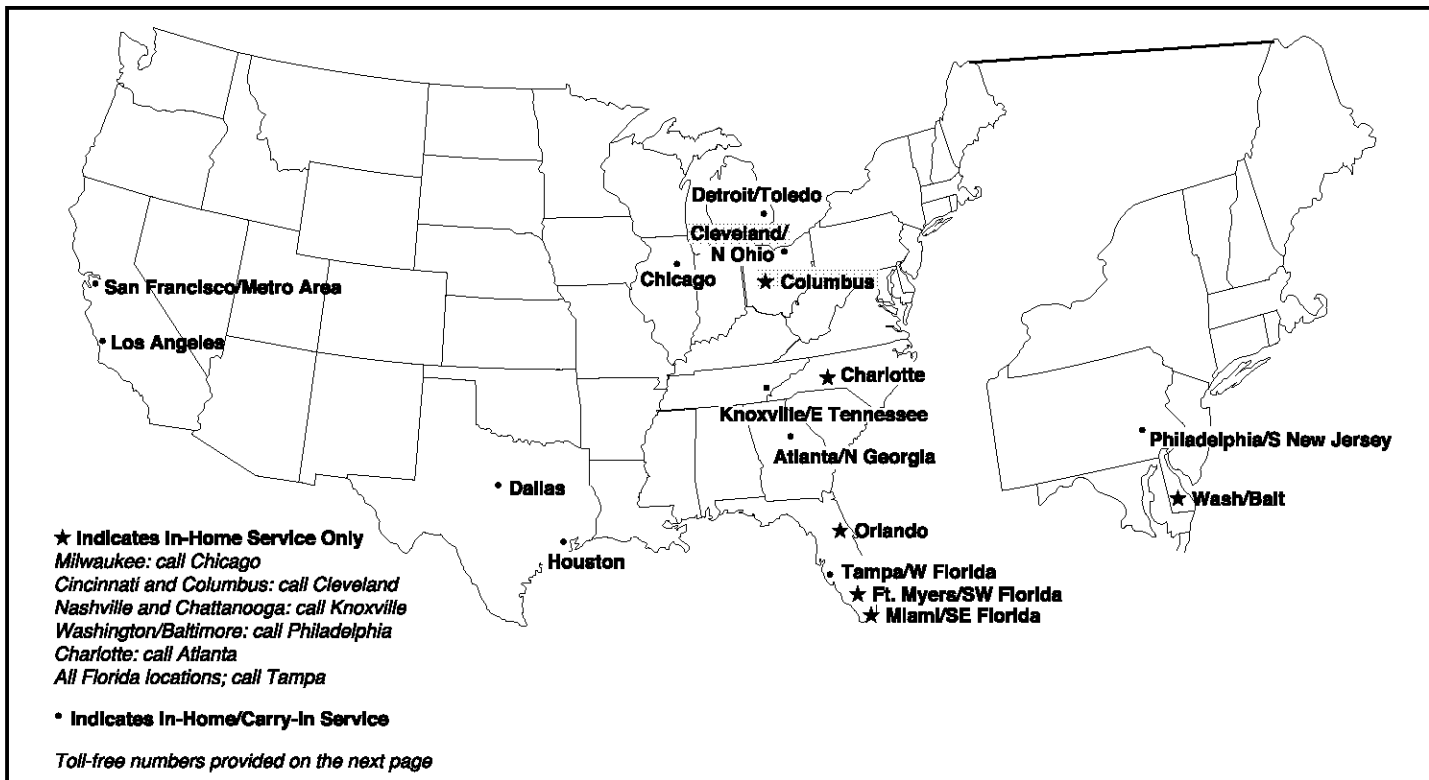 Detroit/Toledo
Cleveland/
N Ohio
Chicago
Columbus
San Francisco/Metro Area
Los Angeles
Charlotte
Knoxville/E Tennessee
Philadelphia/S New Jersey
Atlanta/N Georgia
Dallas
Wash/Balt
Orlando
Houston
Tampa/W Florida
Ft. Myers/SW Florida
Miami/SE Florida
★ Indicates In-Home Service Only
Milwaukee: call Chicago
Cincinnati and Columbus: call Cleveland
Nashville and Chattanooga: call Knoxville
Washington/Baltimore: call Philadelphia
Charlotte: call Atlanta
All Florida locations; call Tampa
• Indicates In-Home/Carry-In Service
Toll-free numbers provided on the next page